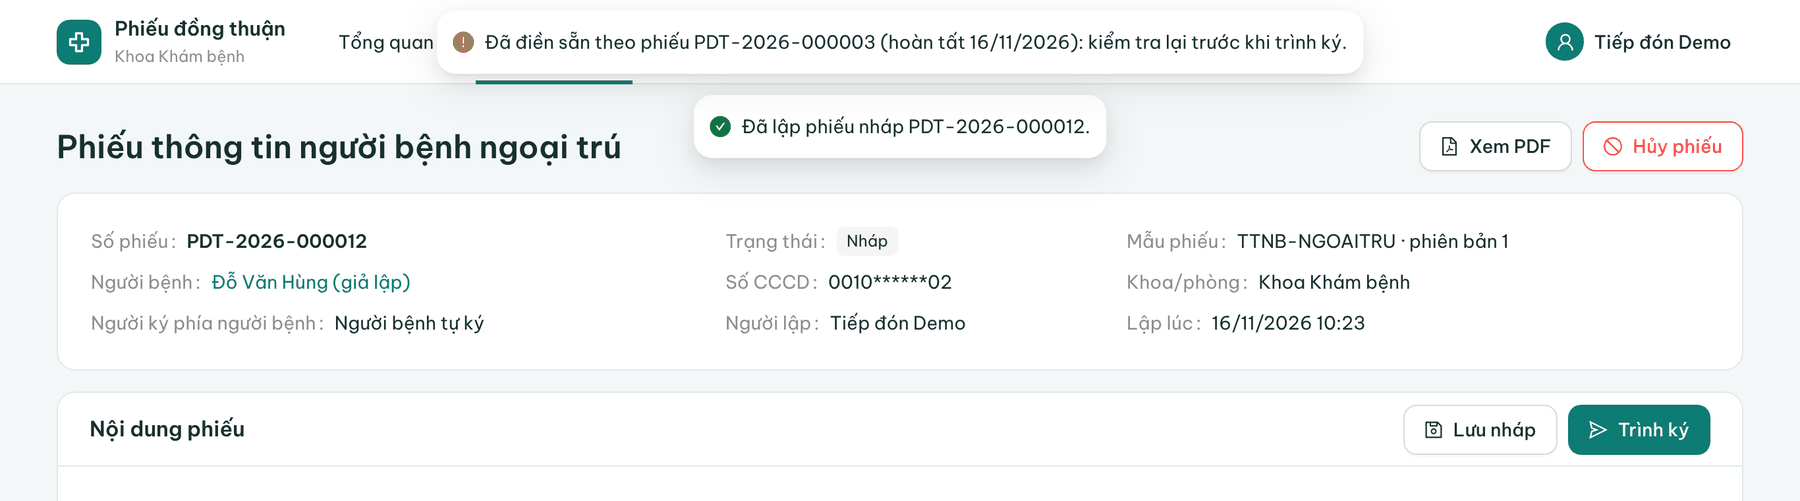 Phiếu đồng thuận
Khoa Khám bệnh
Tổng quan
Đã điền sẵn theo phiếu PDT-2026-000003 (hoàn tất 16/11/2026): kiểm tra lại trước khi trình ký.
Tiếp đón Demo
Đã lập phiếu nháp PDT-2026-000012.
Phiếu thông tin người bệnh ngoại trú
Xem PDF
Hủy phiếu
Số phiếu: PDT-2026-000012
Trạng thái: Nháp
Mẫu phiếu: TTNB-NGOAITRU · phiên bản 1
Người bệnh: Đỗ Văn Hùng (giả lập)
Số CCCD: 0010******02
Khoa/phòng: Khoa Khám bệnh
Người ký phía người bệnh: Người bệnh tự ký
Người lập: Tiếp đón Demo
Lập lúc: 16/11/2026 10:23
Nội dung phiếu
Lưu nháp
Trình ký